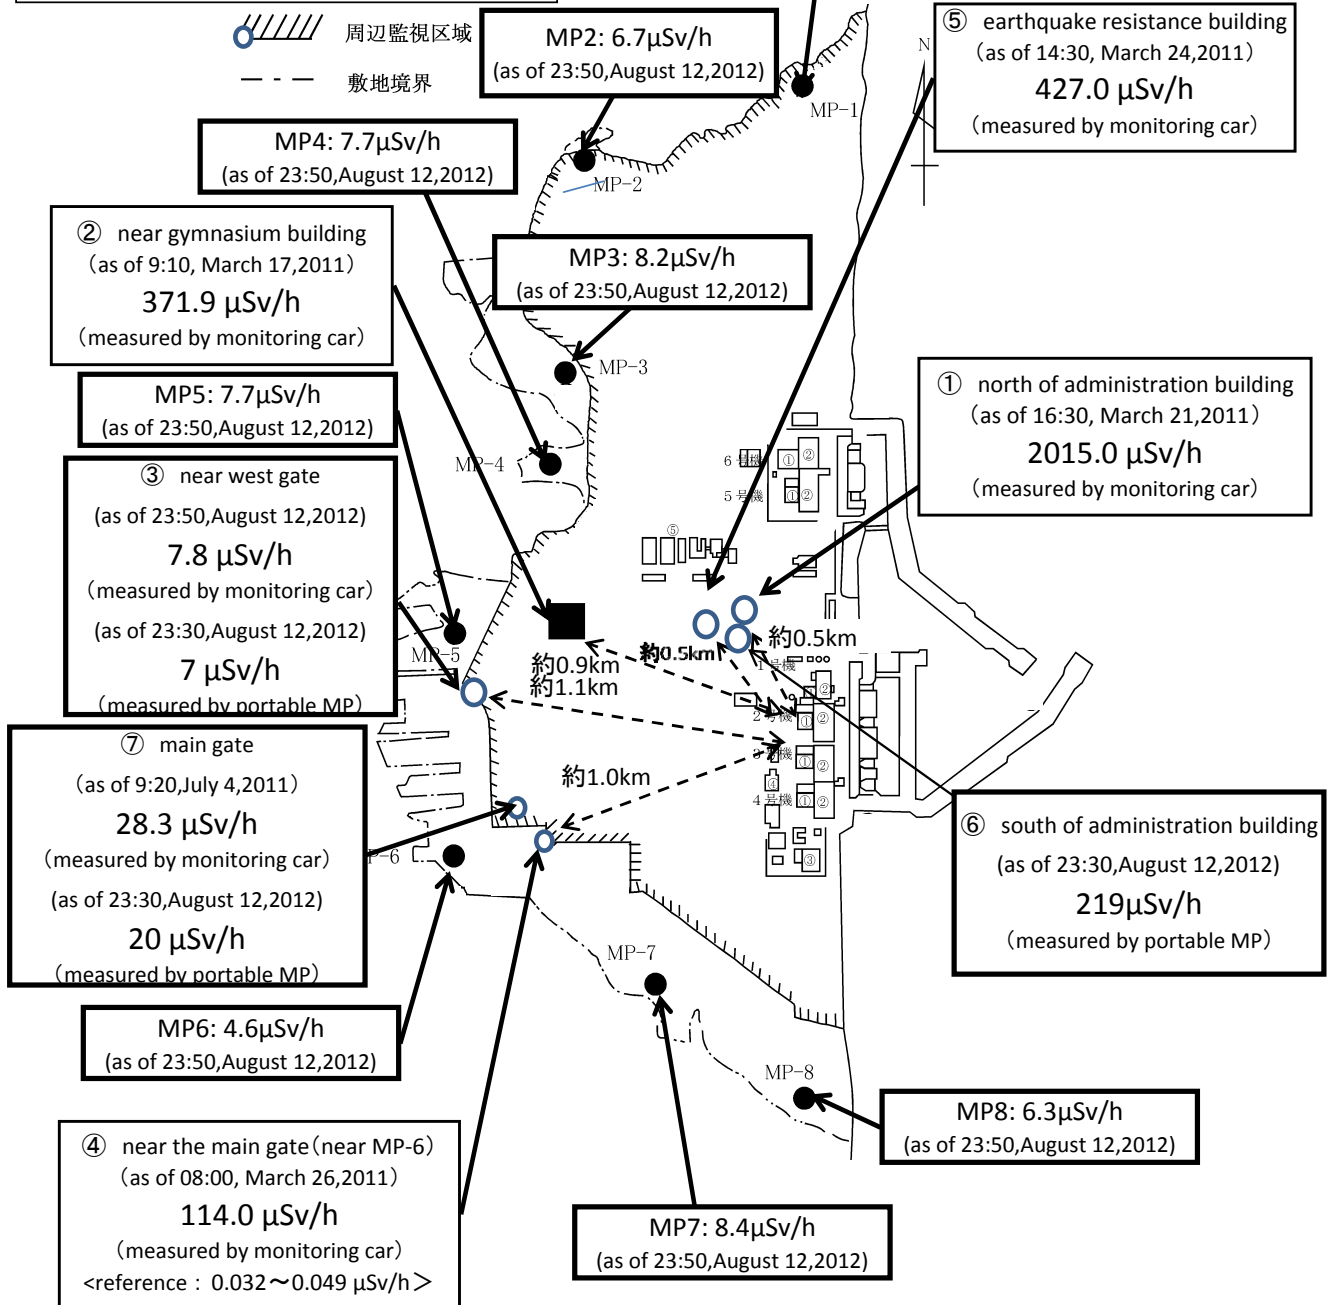 周辺監視区域
敷地境界
MP2: 6.7μSv/h
(as of 23:50,August 12,2012)
⑤ earthquake resistance building
(as of 14:30, March 24,2011)
427.0 μSv/h
(measured by monitoring car)
N
MP-1
MP4: 7.7μSv/h
(as of 23:50,August 12,2012)
MP-2
② near gymnasium building
(as of 9:10, March 17,2011)
371.9 μSv/h
(measured by monitoring car)
MP3: 8.2μSv/h
(as of 23:50,August 12,2012)
MP-3
MP5: 7.7μSv/h
(as of 23:50,August 12,2012)
① north of administration building
(as of 16:30, March 21,2011)
2015.0 μSv/h
(measured by monitoring car)
MP-4
6号機
① ②
5号機
① ②
⑤
③ near west gate
(as of 23:50,August 12,2012)
7.8 μSv/h
(measured by monitoring car)
(as of 23:30,August 12,2012)
7 μSv/h
(measured by portable MP)
MP-5
約0.5km
約0.5km
約0.9km
約1.1km
1号機
②
2号機
① ②
3号機
① ②
④
4号機
① ②
③
約1.0km
⑦ main gate
(as of 9:20,July 4,2011)
28.3 μSv/h
(measured by monitoring car)
(as of 23:30,August 12,2012)
20 μSv/h
(measured by portable MP)
P-6
⑥ south of administration building
(as of 23:30,August 12,2012)
219μSv/h
(measured by portable MP)
MP-7
MP6: 4.6μSv/h
(as of 23:50,August 12,2012)
MP-8
MP8: 6.3μSv/h
(as of 23:50,August 12,2012)
④ near the main gate(near MP-6)
(as of 08:00, March 26,2011)
114.0 μSv/h
(measured by monitoring car)
<reference : 0.032～0.049 μSv/h>
MP7: 8.4μSv/h
(as of 23:50,August 12,2012)